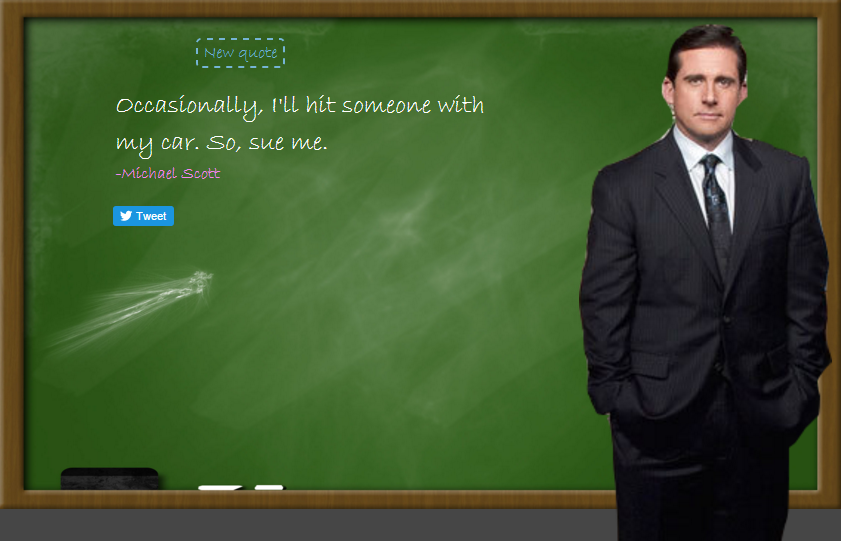 New quote
Occasionally, I'll hit someone with
my car. So, sue me.
-Michael Scott
Tweet